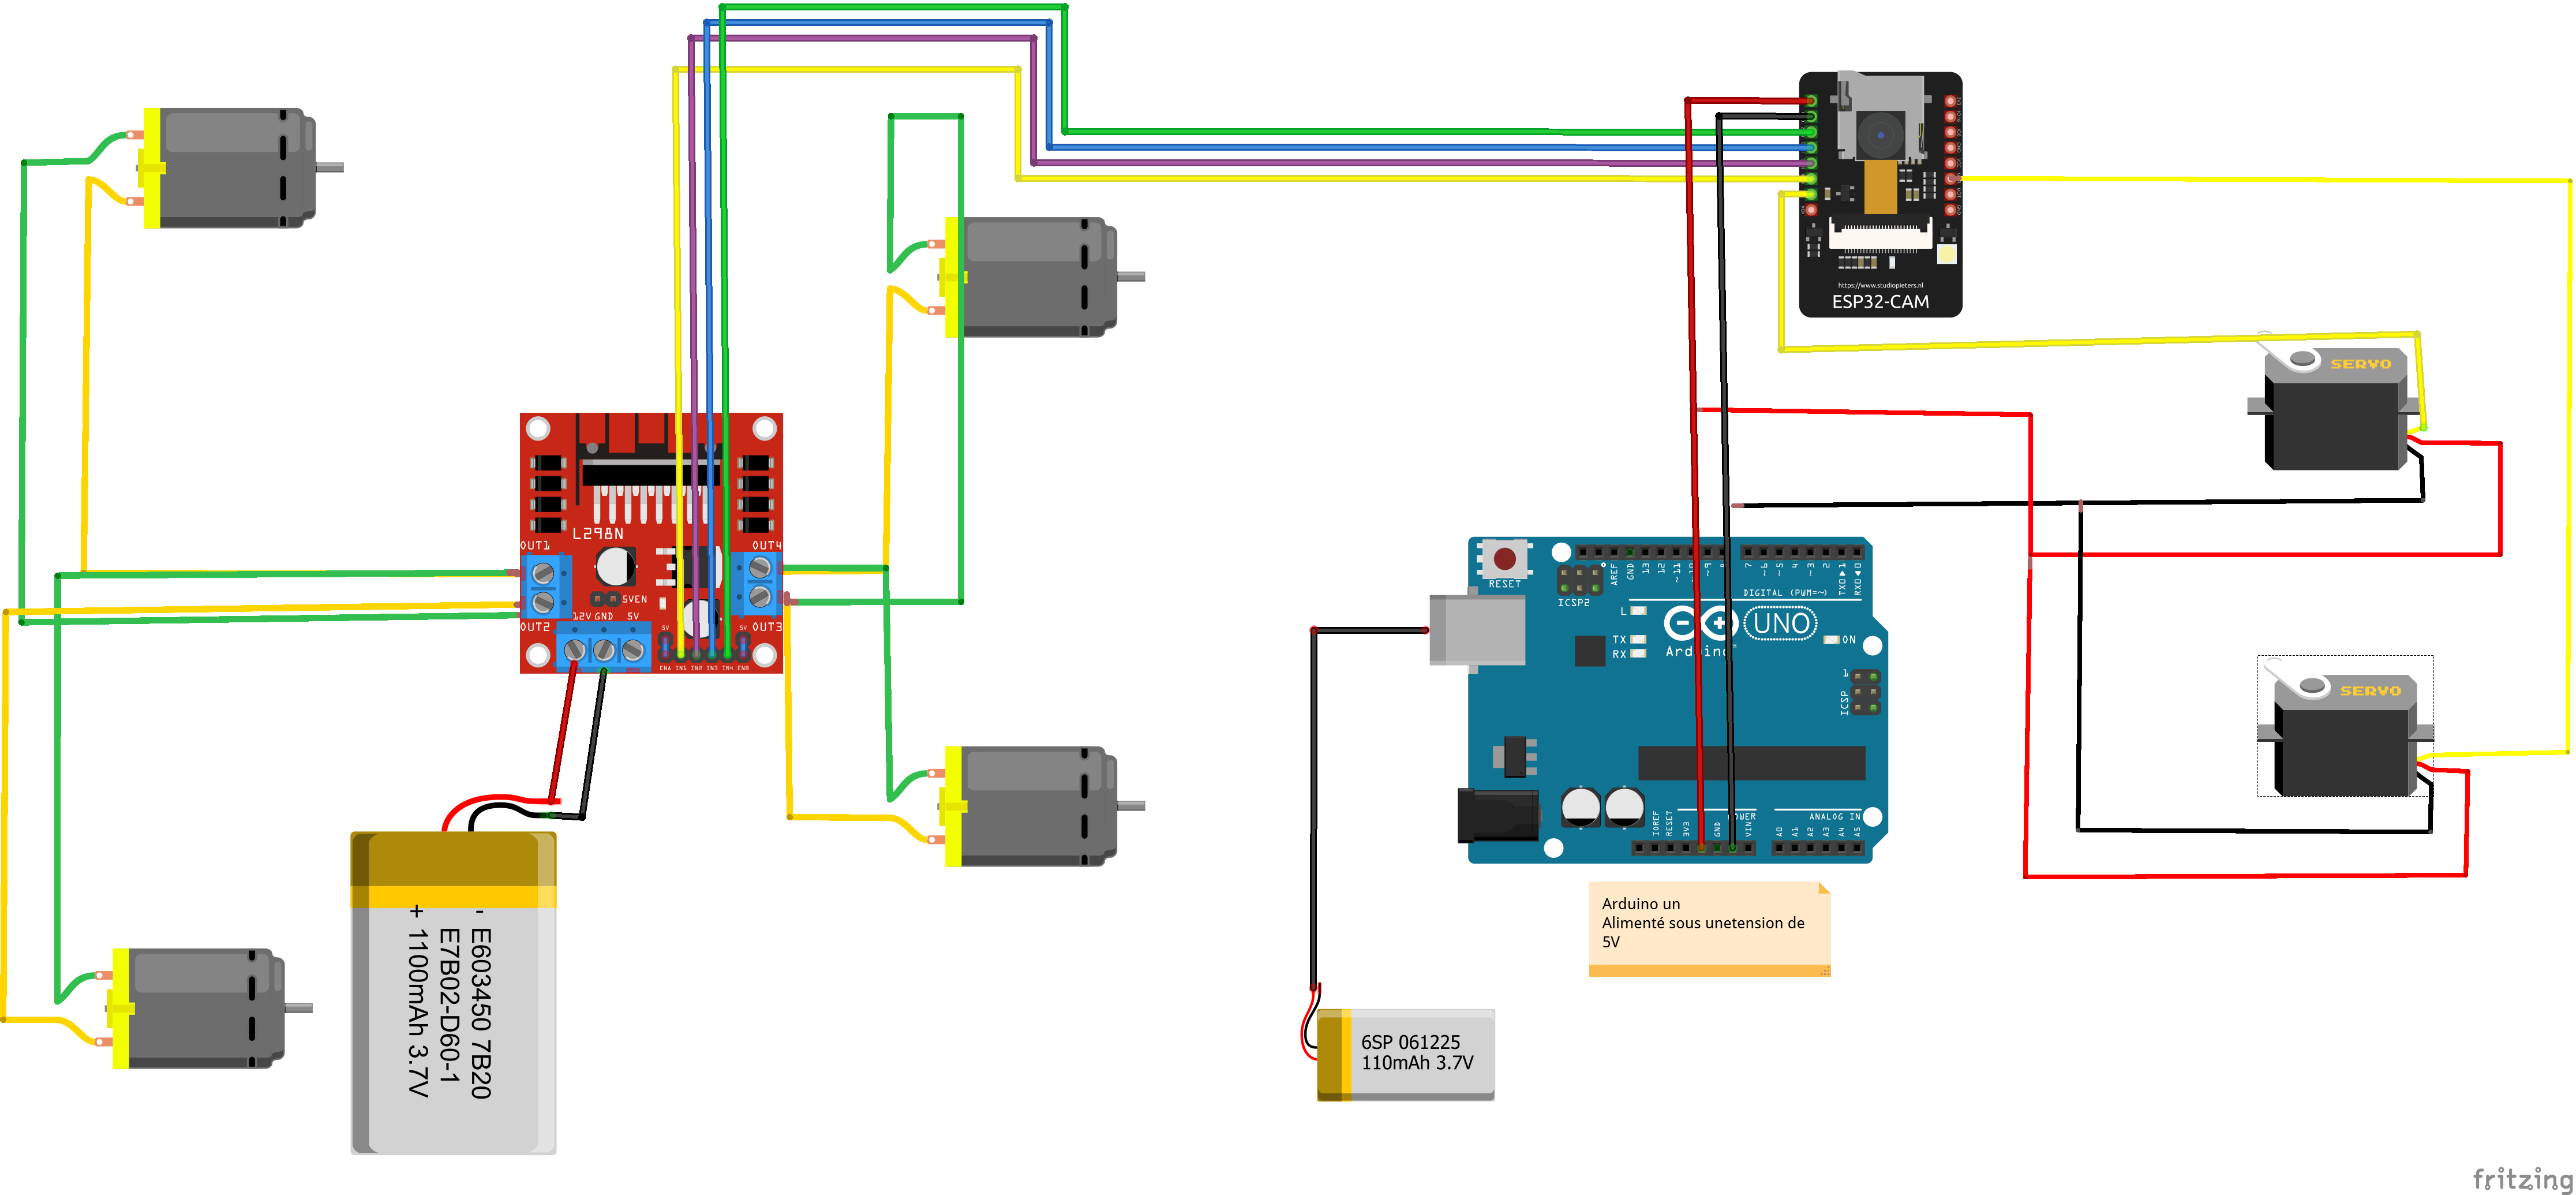 https://www.studiopieters.nl
ESP32-CAM
SERVO
L298N
OUT1
OUT4
5VEN
OUT2
12V GND 5V
OUT3
5V
5V
ENA IN1 IN2 IN3 IN4 ENB
RESET
ICSP2
AREF
GND
13
12
~11
~10
~9
8
7
~6
~5
4
~3
2
TX0▶1
RX0◀0
DIGITAL (PWM=~)
L
TX
RX
UNO
ON
Arduino
1
ICSP
IOREF
RESET
3V3
GND
VIN
POWER
ANALOG IN
A0
A1
A2
A3
A4
A5
SERVO
- E603450 7B20
E7B02-D60-1
+ 1100mAh 3.7V
Arduino un
Alimenté sous unetension de
5V
6SP 061225
110mAh 3.7V
fritzing